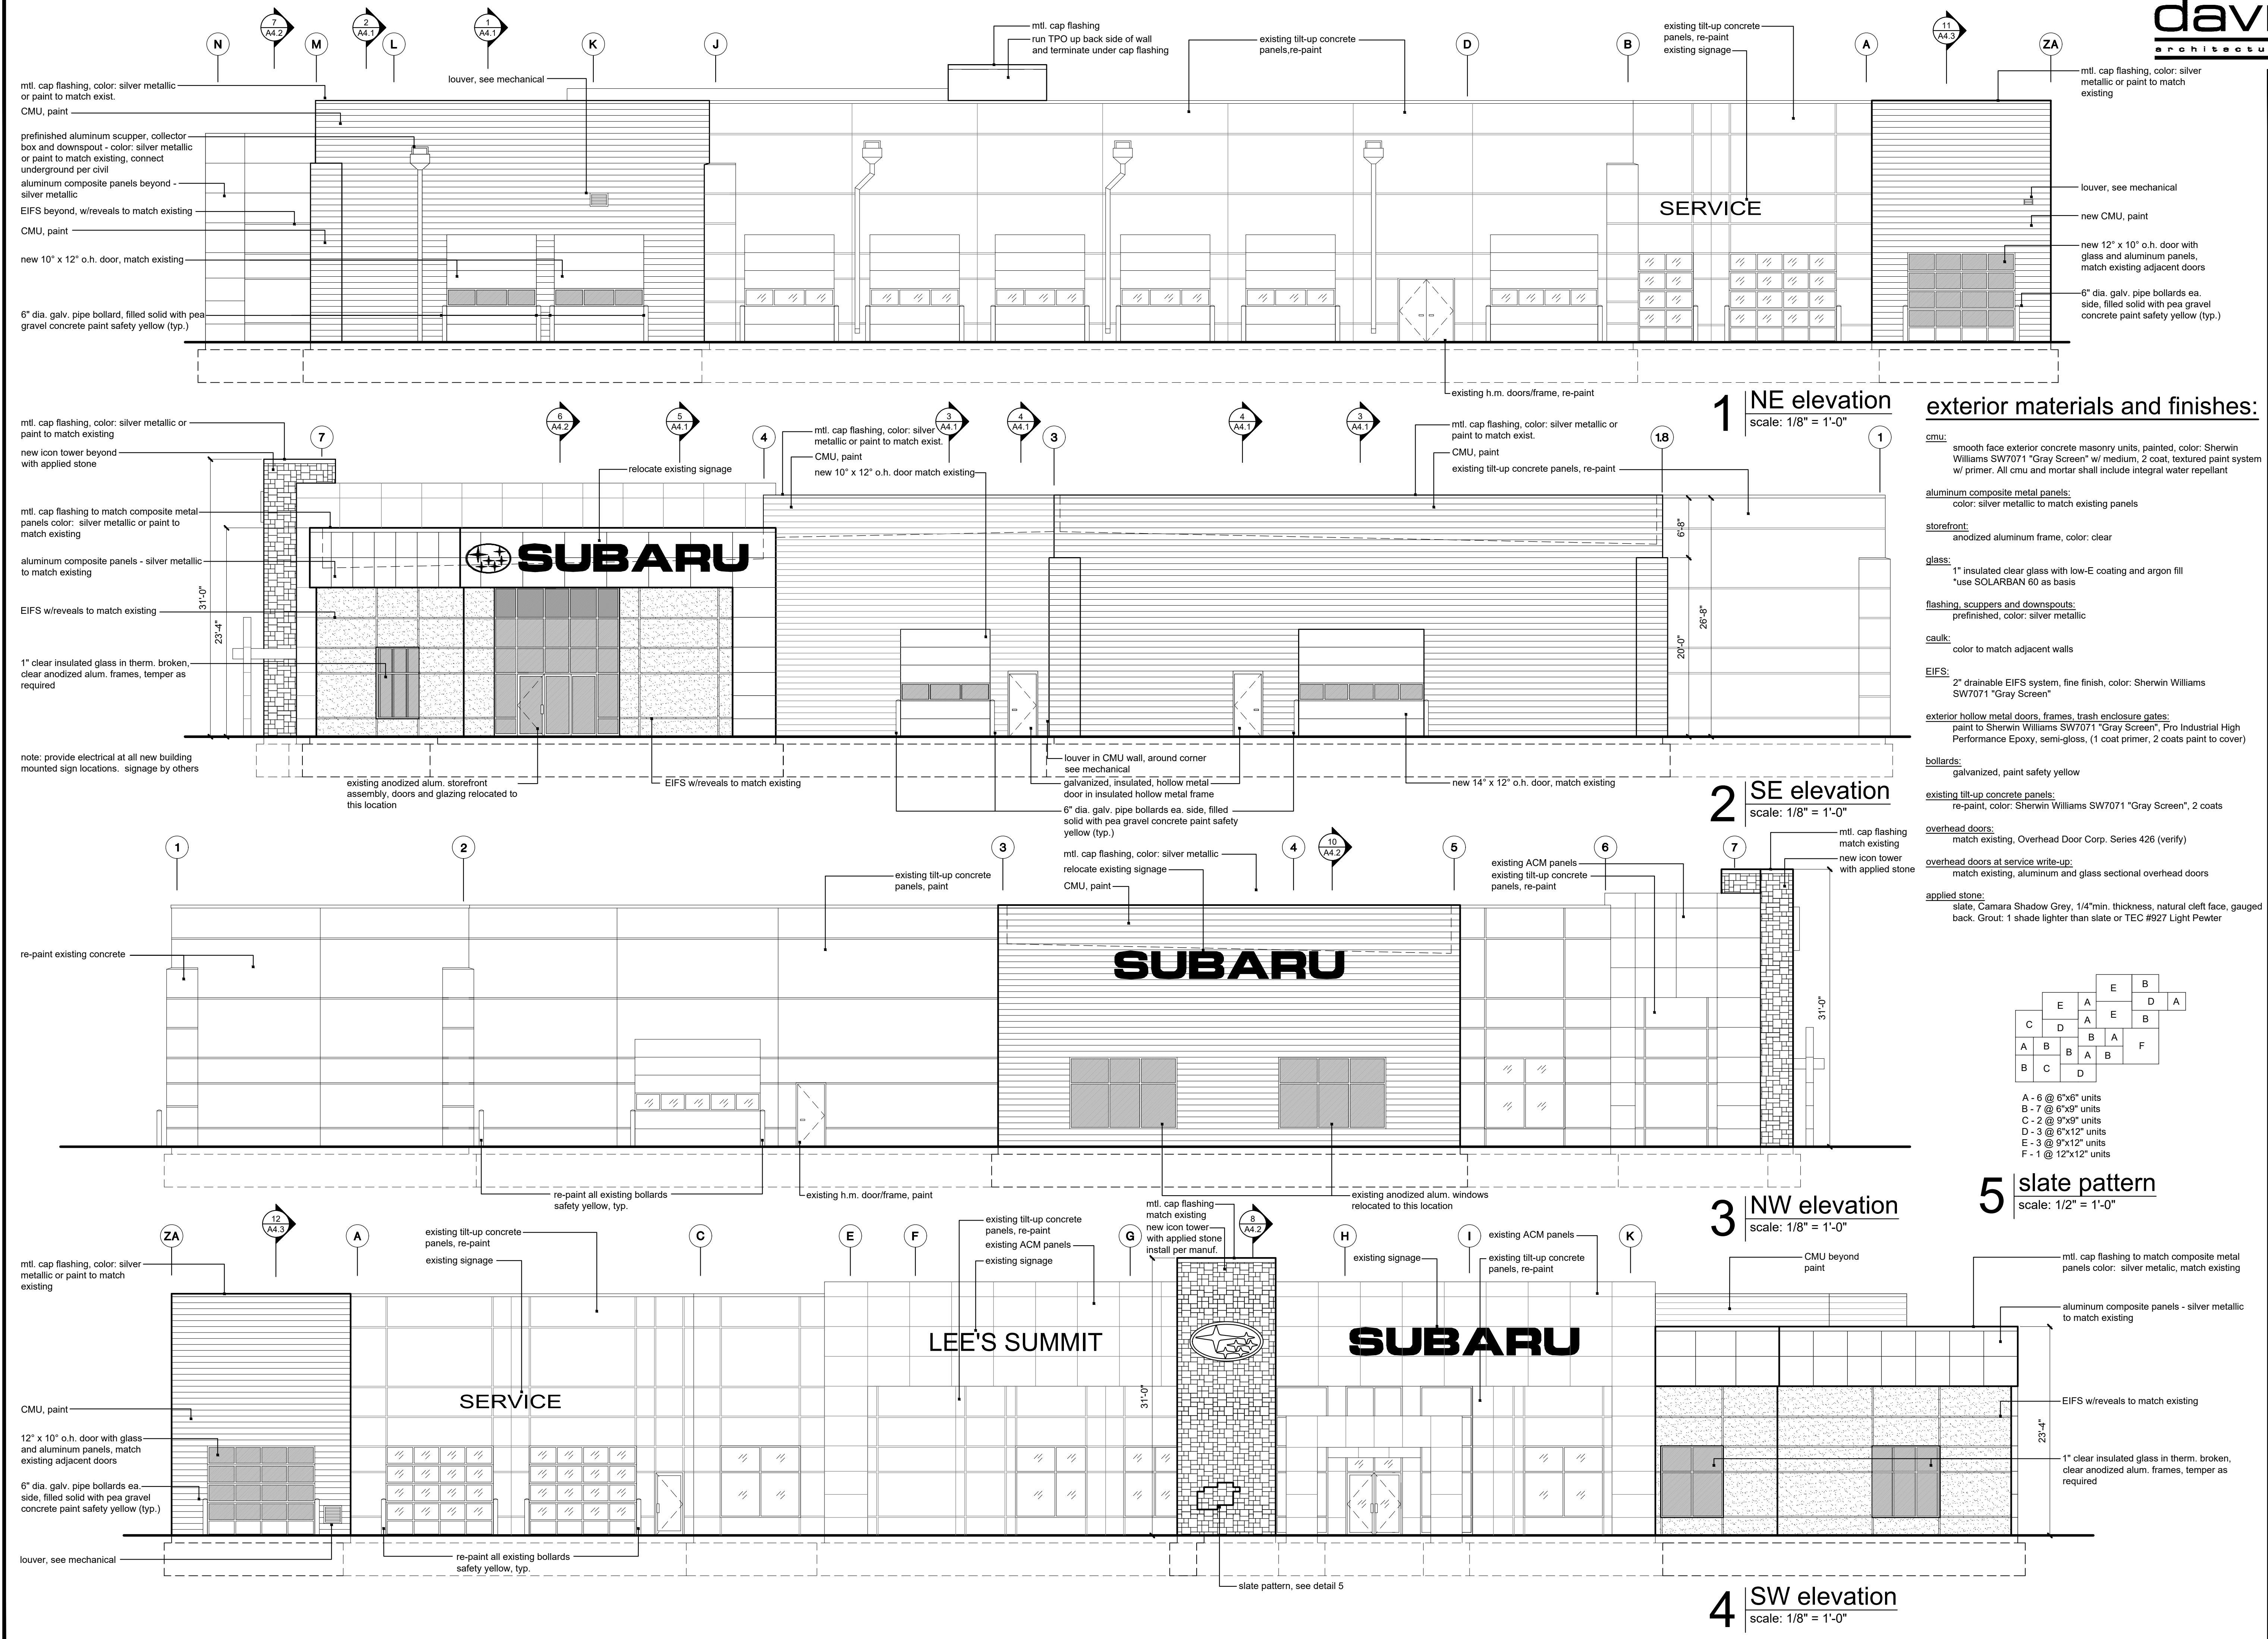 davi
architectu
7
A4.2
2
A4.1
1
A4.1
11
A4.3
N
M
L
K
J
D
B
A
ZA
mtl. cap flashing, color: silver metallic
or paint to match exist.
CMU, paint
prefinished aluminum scupper, collector
box and downspout - color: silver metallic
or paint to match existing, connect
underground per civil
aluminum composite panels beyond -
silver metallic
EIFS beyond, w/reveals to match existing
CMU, paint
new 10° x 12° o.h. door, match existing
6" dia. galv. pipe bollard, filled solid with pea
gravel concrete paint safety yellow (typ.)
louver, see mechanical
mtl. cap flashing
run TPO up back side of wall
and terminate under cap flashing
existing tilt-up concrete
panels,re-paint
existing tilt-up concrete
panels, re-paint
existing signage
SERVICE
mtl. cap flashing, color: silver
metallic or paint to match
existing
louver, see mechanical
new CMU, paint
new 12° x 10° o.h. door with
glass and aluminum panels,
match existing adjacent doors
6" dia. galv. pipe bollards ea.
side, filled solid with pea gravel
concrete paint safety yellow (typ.)
existing h.m. doors/frame, re-paint
1
NE elevation
scale: 1/8" = 1'-0"
6
A4.2
5
A4.1
3
A4.1
4
A4.1
4
A4.1
3
A4.1
7
4
3
1.8
1
mtl. cap flashing, color: silver metallic or
paint to match existing
new icon tower beyond
with applied stone
mtl. cap flashing to match composite metal
panels color:  silver metallic or paint to
match existing
aluminum composite panels - silver metallic
to match existing
EIFS w/reveals to match existing
1" clear insulated glass in therm. broken,
clear anodized alum. frames, temper as
required
note: provide electrical at all new building
mounted sign locations.  signage by others
31'-0"
23'-4"
relocate existing signage
SUBARU
mtl. cap flashing, color: silver
metallic or paint to match exist.
CMU, paint
new 10° x 12° o.h. door match existing
mtl. cap flashing, color: silver metallic or
paint to match exist.
CMU, paint
existing tilt-up concrete panels, re-paint
6'-8"
20'-0"
26'-8"
existing anodized alum. storefront
assembly, doors and glazing relocated to
this location
EIFS w/reveals to match existing
louver in CMU wall, around corner
see mechanical
galvanized, insulated, hollow metal
door in insulated hollow metal frame
6" dia. galv. pipe bollards ea. side, filled
solid with pea gravel concrete paint safety
yellow (typ.)
new 14° x 12° o.h. door, match existing
2
SE elevation
scale: 1/8" = 1'-0"
exterior materials and finishes:
cmu:
smooth face exterior concrete masonry units, painted, color: Sherwin
Williams SW7071 "Gray Screen" w/ medium, 2 coat, textured paint system
w/ primer. All cmu and mortar shall include integral water repellant
aluminum composite metal panels:
color: silver metallic to match existing panels
storefront:
anodized aluminum frame, color: clear
glass:
1" insulated clear glass with low-E coating and argon fill
*use SOLARBAN 60 as basis
flashing, scuppers and downspouts:
prefinished, color: silver metallic
caulk:
color to match adjacent walls
EIFS:
2" drainable EIFS system, fine finish, color: Sherwin Williams
SW7071 "Gray Screen"
exterior hollow metal doors, frames, trash enclosure gates:
paint to Sherwin Williams SW7071 "Gray Screen", Pro Industrial High
Performance Epoxy, semi-gloss, (1 coat primer, 2 coats paint to cover)
bollards:
galvanized, paint safety yellow
existing tilt-up concrete panels:
re-paint, color: Sherwin Williams SW7071 "Gray Screen", 2 coats
overhead doors:
match existing, Overhead Door Corp. Series 426 (verify)
overhead doors at service write-up:
match existing, aluminum and glass sectional overhead doors
applied stone:
slate, Camara Shadow Grey, 1/4"min. thickness, natural cleft face, gauged
back. Grout: 1 shade lighter than slate or TEC #927 Light Pewter
1
2
3
4
10
A4.2
5
6
7
re-paint existing concrete
existing tilt-up concrete
panels, paint
mtl. cap flashing, color: silver metallic
relocate existing signage
CMU, paint
SUBARU
existing ACM panels
existing tilt-up concrete
panels, re-paint
mtl. cap flashing
match existing
new icon tower
with applied stone
31'-0"
re-paint all existing bollards
safety yellow, typ.
existing h.m. door/frame, paint
existing anodized alum. windows
relocated to this location
3
NW elevation
scale: 1/8" = 1'-0"
E
B
E
A
D
A
C
A
E
B
D
B
A
F
A
B
B
A
B
B
C
D
A - 6 @ 6"x6" units
B - 7 @ 6"x9" units
C - 2 @ 9"x9" units
D - 3 @ 6"x12" units
E - 3 @ 9"x12" units
F - 1 @ 12"x12" units
5
slate pattern
scale: 1/2" = 1'-0"
ZA
12
A4.3
A
C
E
F
G
8
A4.2
H
I
K
mtl. cap flashing, color: silver
metallic or paint to match
existing
CMU, paint
12° x 10° o.h. door with glass
and aluminum panels, match
existing adjacent doors
6" dia. galv. pipe bollards ea.
side, filled solid with pea gravel
concrete paint safety yellow (typ.)
louver, see mechanical
existing tilt-up concrete
panels, re-paint
existing signage
SERVICE
re-paint all existing bollards
safety yellow, typ.
existing tilt-up concrete
panels, re-paint
existing ACM panels
existing signage
LEE'S SUMMIT
mtl. cap flashing
match existing
new icon tower
with applied stone
install per manuf.
31'-0"
slate pattern, see detail 5
existing signage
SUBARU
existing ACM panels
existing tilt-up concrete
panels, re-paint
CMU beyond
paint
mtl. cap flashing to match composite metal
panels color:  silver metalic, match existing
aluminum composite panels - silver metallic
to match existing
EIFS w/reveals to match existing
23'-4"
1" clear insulated glass in therm. broken,
clear anodized alum. frames, temper as
required
4
SW elevation
scale: 1/8" = 1'-0"